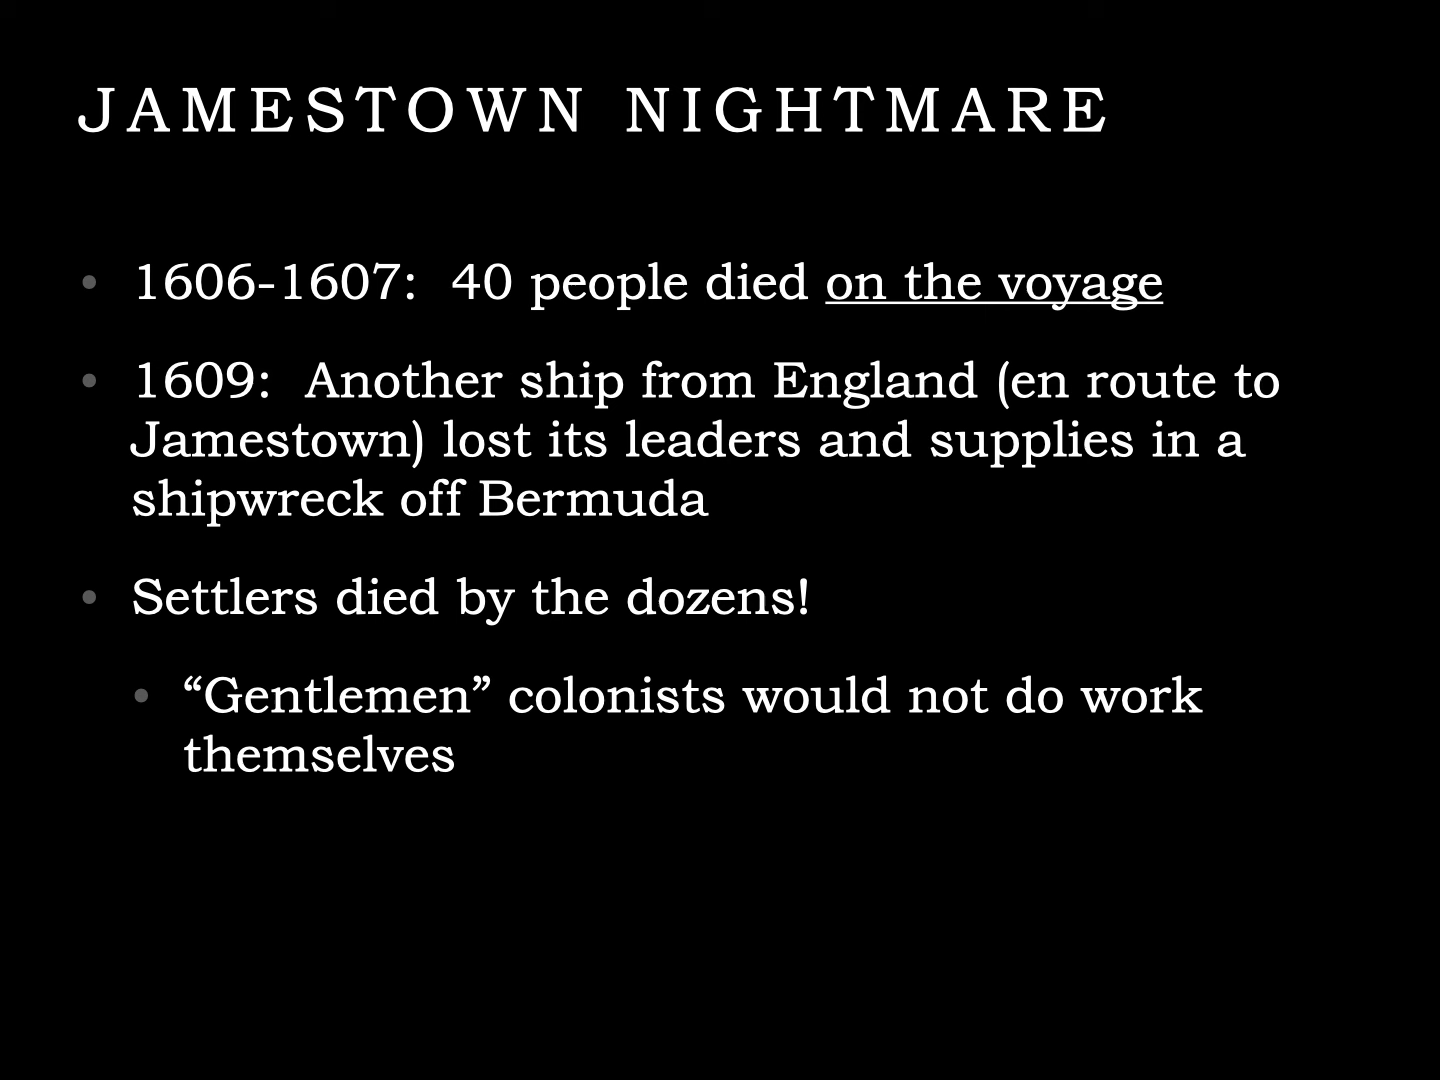 JAMESTOWN NIGHTMARE
• 1606-1607: 40 people died on the voyage
• 1609: Another ship from England (en route to
Jamestown) lost its leaders and supplies in a
shipwreck off Bermuda
• Settlers died by the dozens!
• “Gentlemen” colonists would not do work
themselves